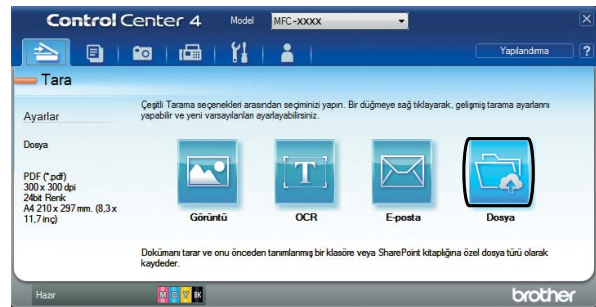 Control Center 4 Model MFC-XXXX
Yapılandırma ?
Tara
Ayarlar
Dosya
PDF (*.pdf)
300 x 300 dpi
24bit Renk
A4 210 x 297 mm. (8,3 x
11,7 inç)
Çeşitli Tarama seçenekleri arasından seçiminizi yapın. Bir düğmeye sağ tıklayarak, gelişmiş tarama ayarlarını
yapabilir ve yeni varsayılanları ayarlayabilirsiniz.
T
Görüntü OCR E-posta Dosya
Dokümanı tarar ve onu önceden tanımlanmış bir klasöre veya SharePoint kitaplığına özel dosya türü olarak
kaydeder.
Hazır M C Y BK brother